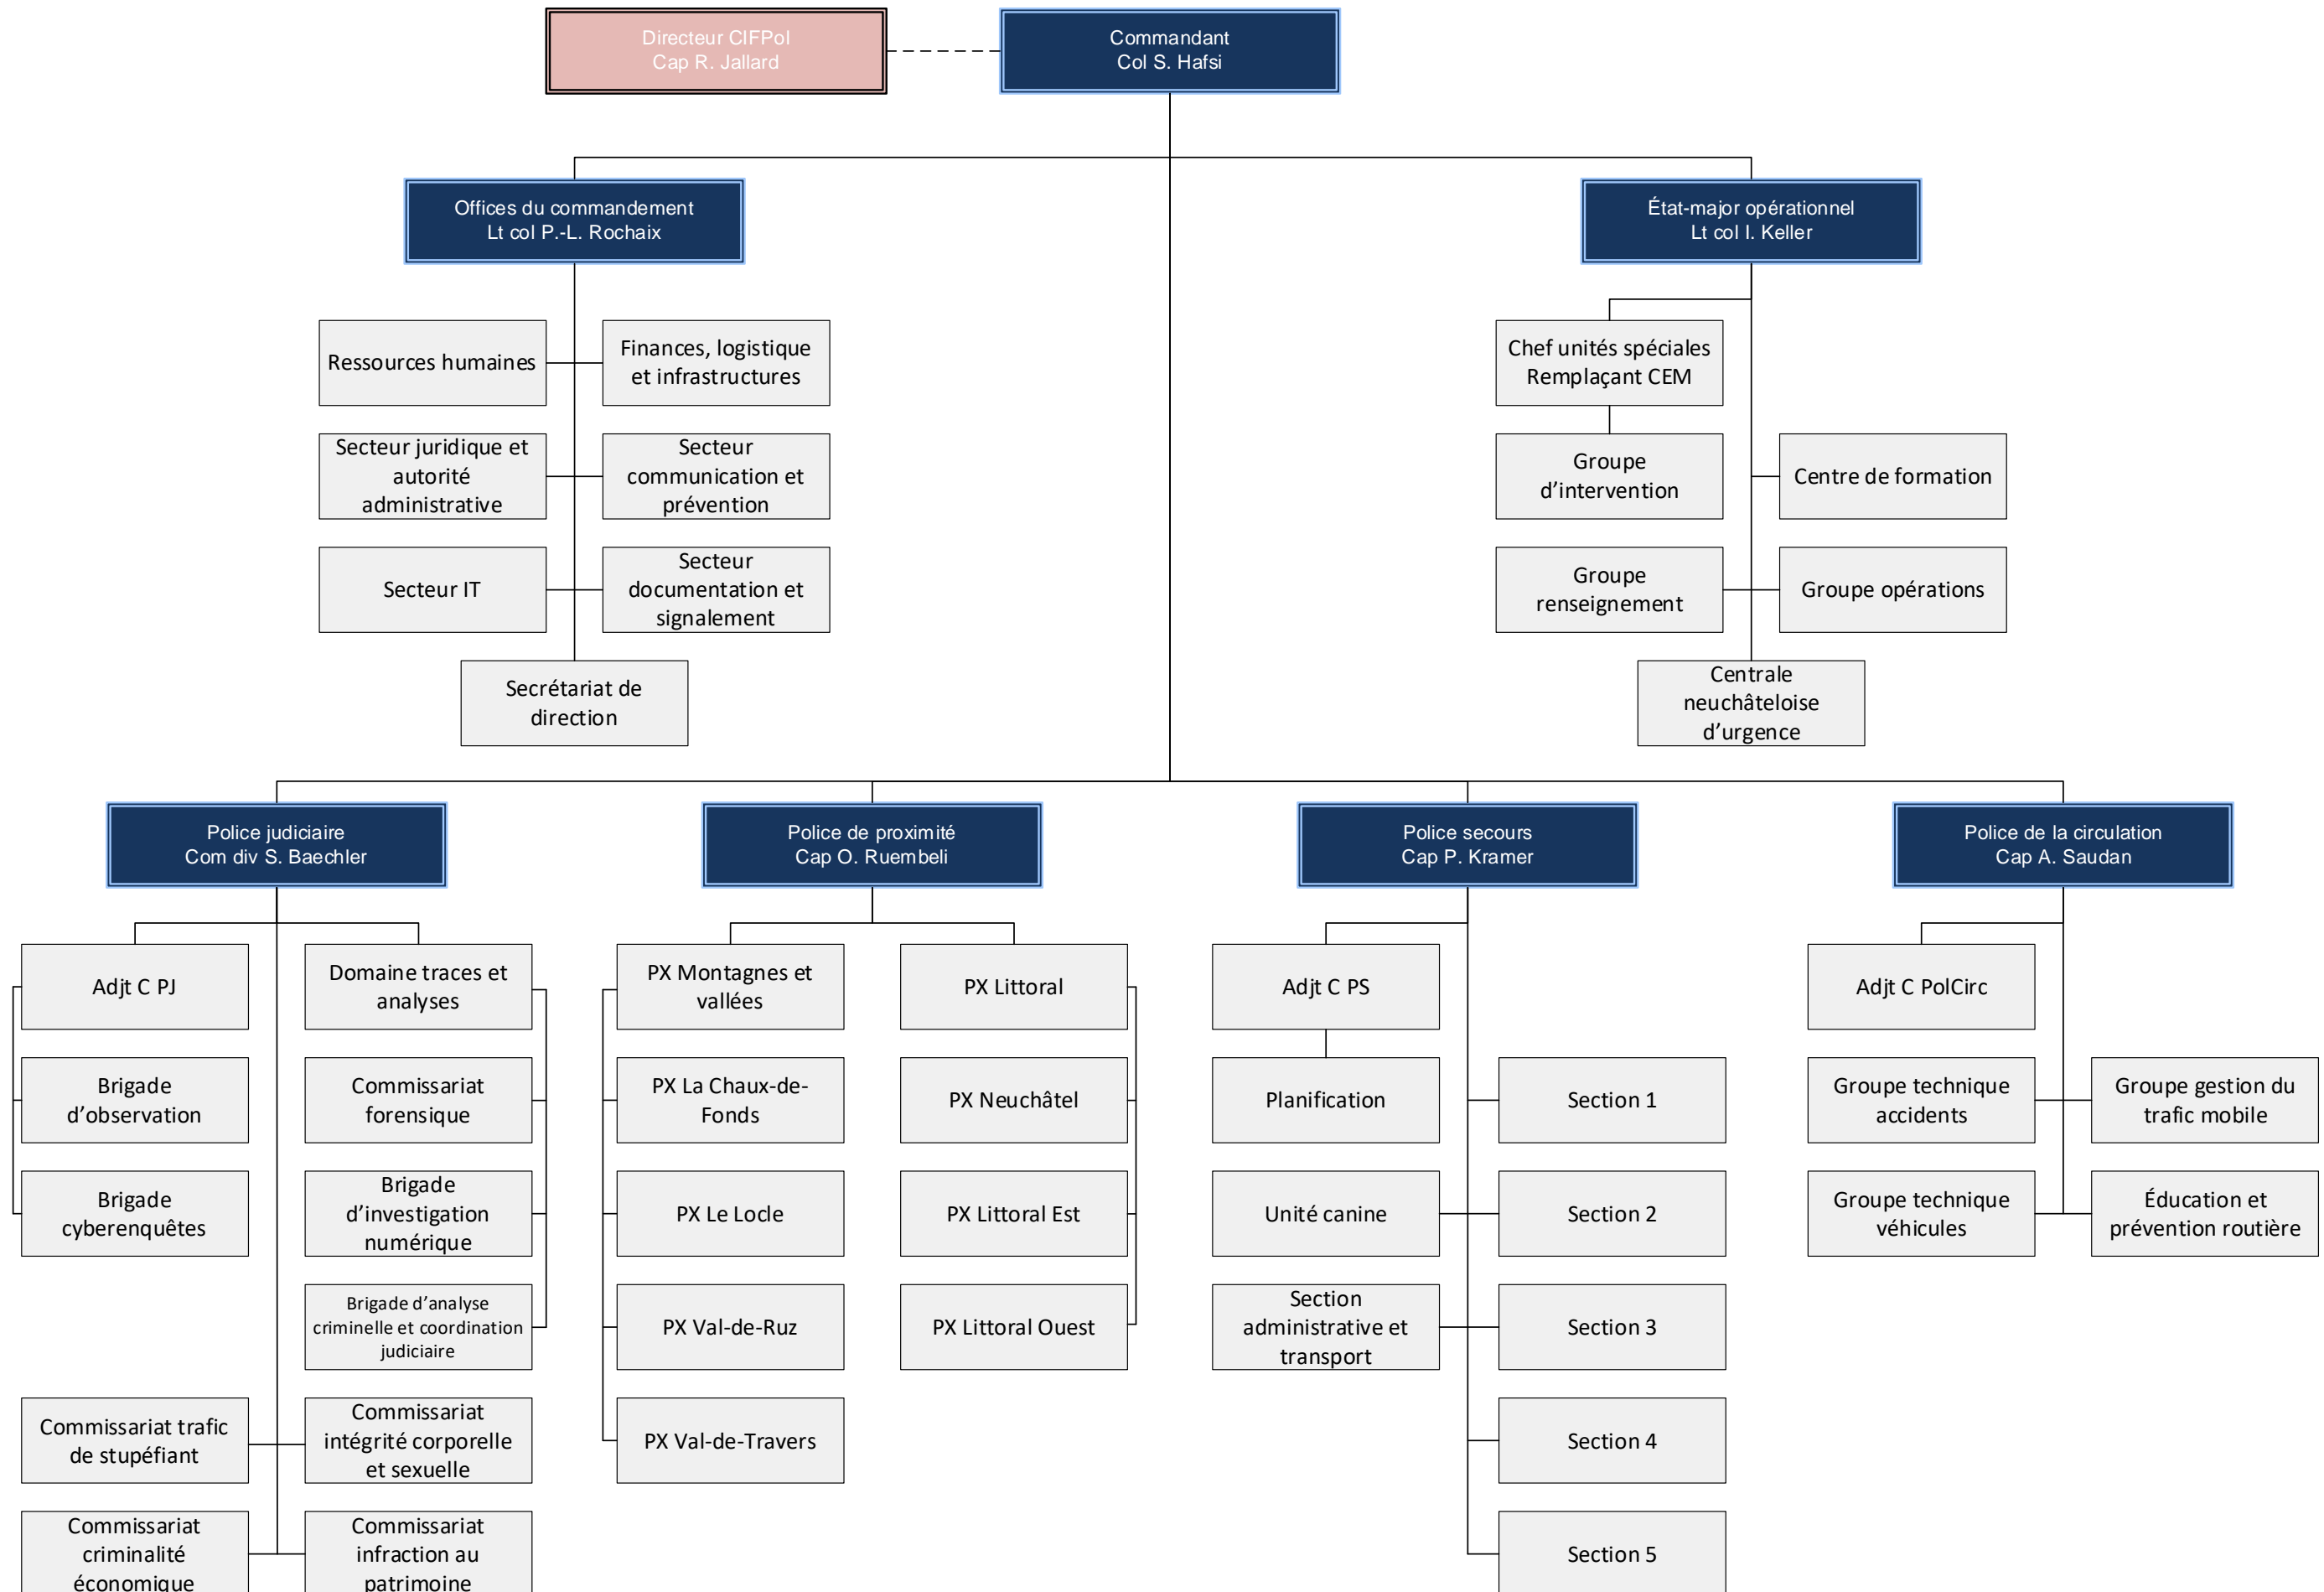 Directeur CIFPol
Cap R. Jallard
Commandant
Col S. Hafsi
Offices du commandement
Lt col P.-L. Rochaix
État-major opérationnel
Lt col I. Keller
Ressources humaines
Finances, logistique
et infrastructures
Secteur juridique et
autorité
administrative
Secteur
communication et
prévention
Secteur IT
Secteur
documentation et
signalement
Secrétariat de
direction
Chef unités spéciales
Remplaçant CEM
Groupe
d’intervention
Centre de formation
Groupe
renseignement
Groupe opérations
Centrale
neuchâteloise
d’urgence
Police judiciaire
Com div S. Baechler
Police de proximité
Cap O. Ruembeli
Police secours
Cap P. Kramer
Police de la circulation
Cap A. Saudan
Adjt C PJ
Domaine traces et
analyses
Brigade
d’observation
Commissariat
forensique
Brigade
cyberenquêtes
Brigade
d’investigation
numérique
Brigade d’analyse
criminelle et coordination
judiciaire
Commissariat trafic
de stupéfiant
Commissariat
intégrité corporelle
et sexuelle
Commissariat
criminalité
économique
Commissariat
infraction au
patrimoine
PX Montagnes et
vallées
PX Littoral
PX La Chaux-de-
Fonds
PX Neuchâtel
PX Le Locle
PX Littoral Est
PX Val-de-Ruz
PX Littoral Ouest
PX Val-de-Travers
Adjt C PS
Planification
Section 1
Unité canine
Section 2
Section
administrative et
transport
Section 3
Section 4
Section 5
Adjt C PolCirc
Groupe technique
accidents
Groupe gestion du
trafic mobile
Groupe technique
véhicules
Éducation et
prévention routière